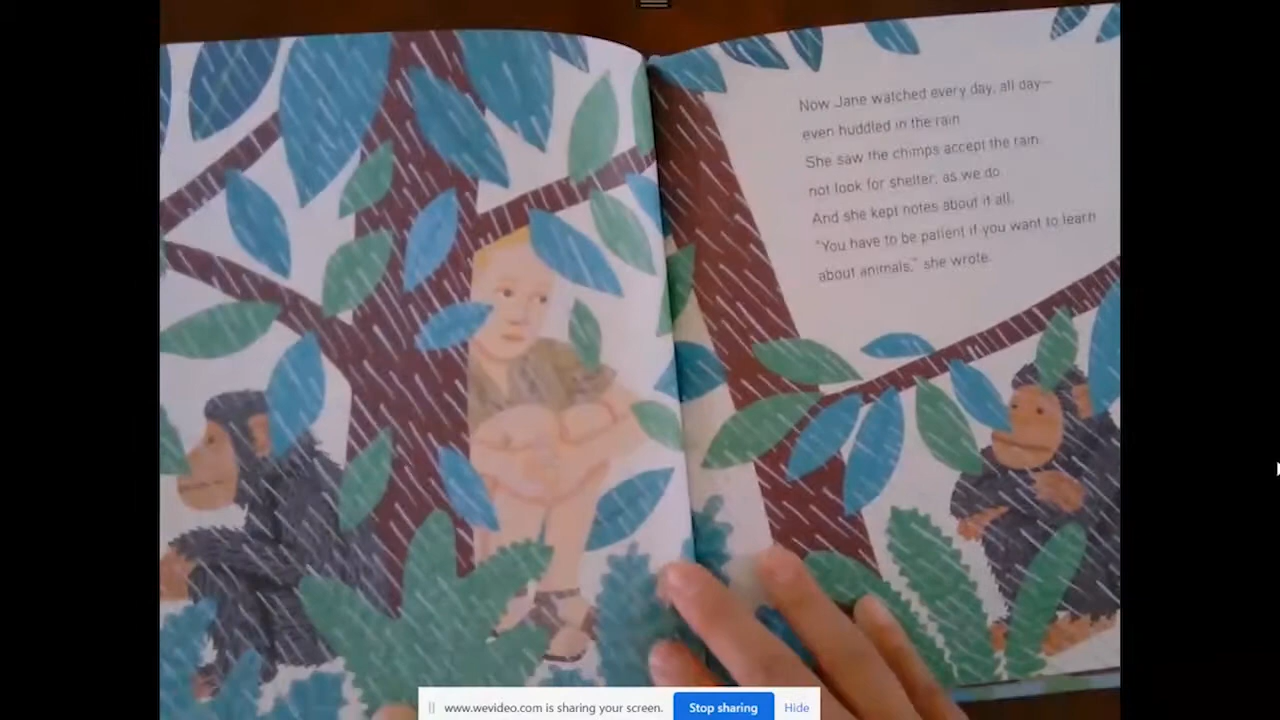 Now Jane watched every day, all day—
even huddled in the rain.
She saw the chimps accept the rain,
not look for shelter, as we do.
And she kept notes about it all.
"You have to be patient if you want to learn
about animals," she wrote.
www.wevideo.com is sharing your screen.
Stop sharing
Hide